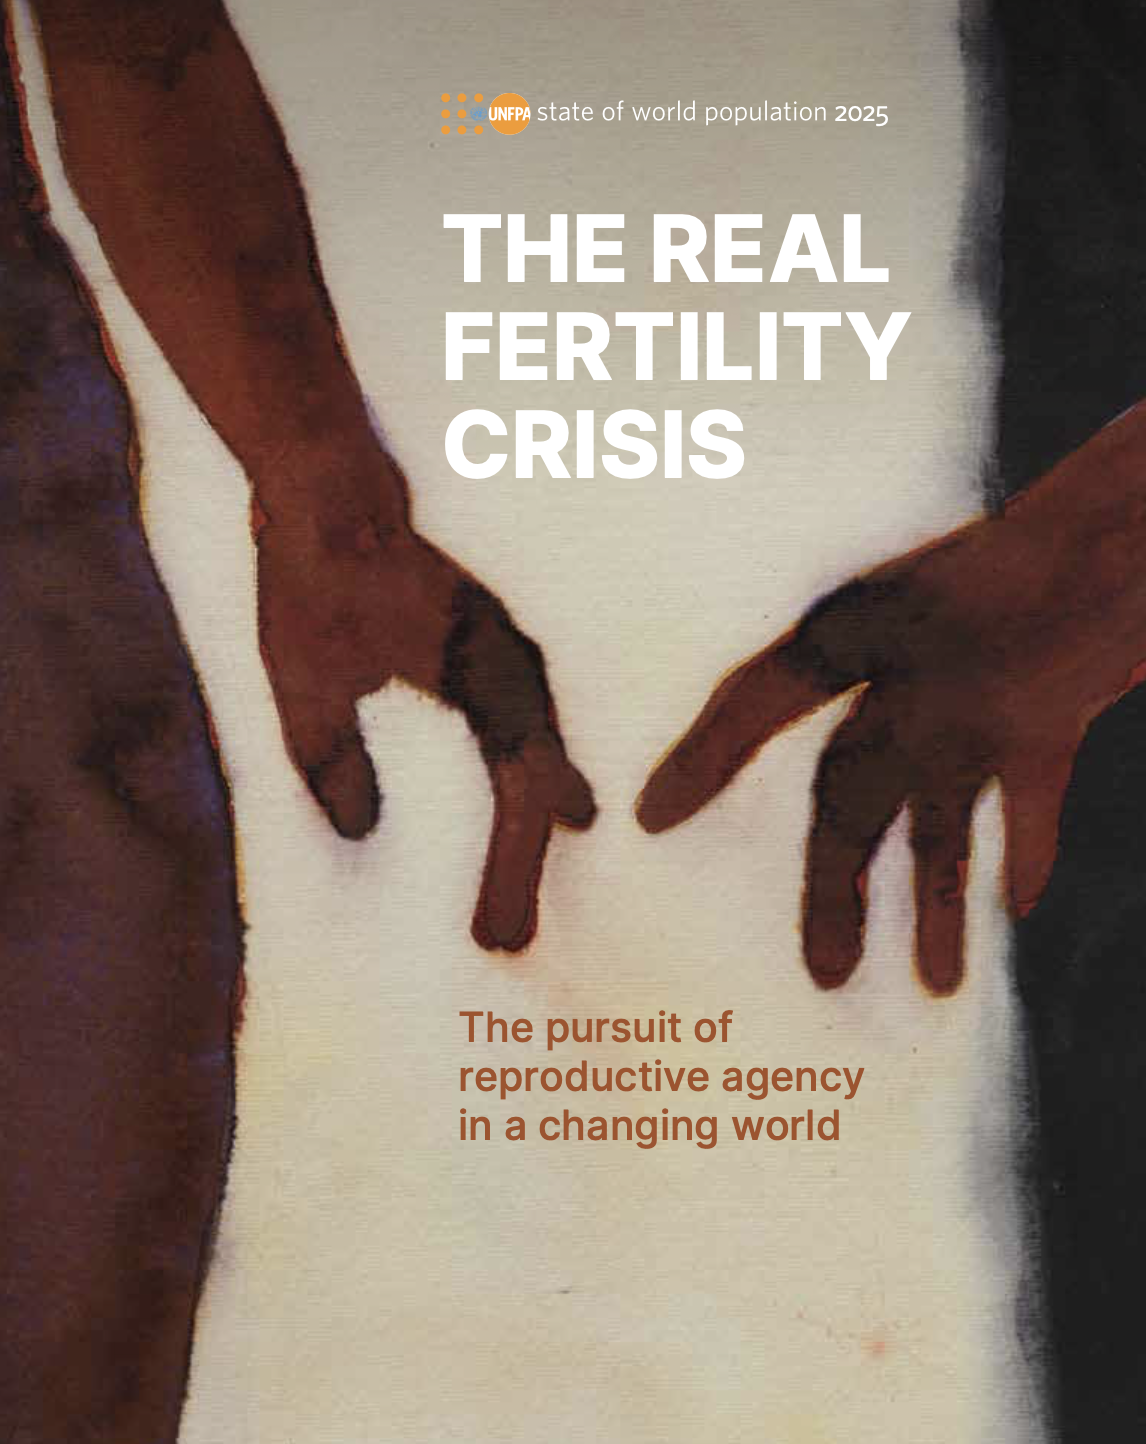 UNFPA state of world population 2025
THE REAL
FERTILITY
CRISIS
The pursuit of
reproductive agency
in a changing world